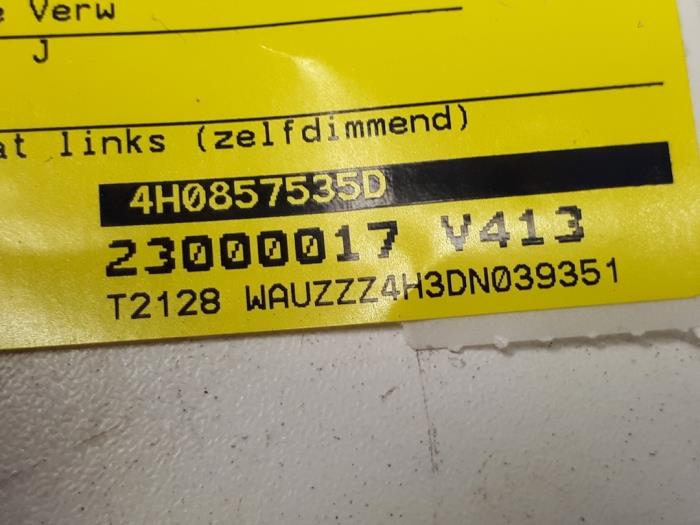 e Verw
J
at links (zelfdimmend)
4H0857535D
23000017 V413
T2128 WAUZZZ4H3DN039351